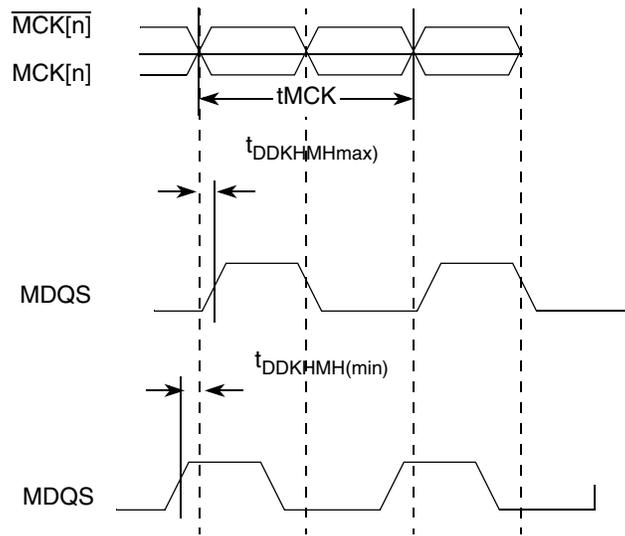 MCK[n]
MCK[n]
tMCK
tDDKHMHmax)
MDQS
tDDKHMH(min)
MDQS